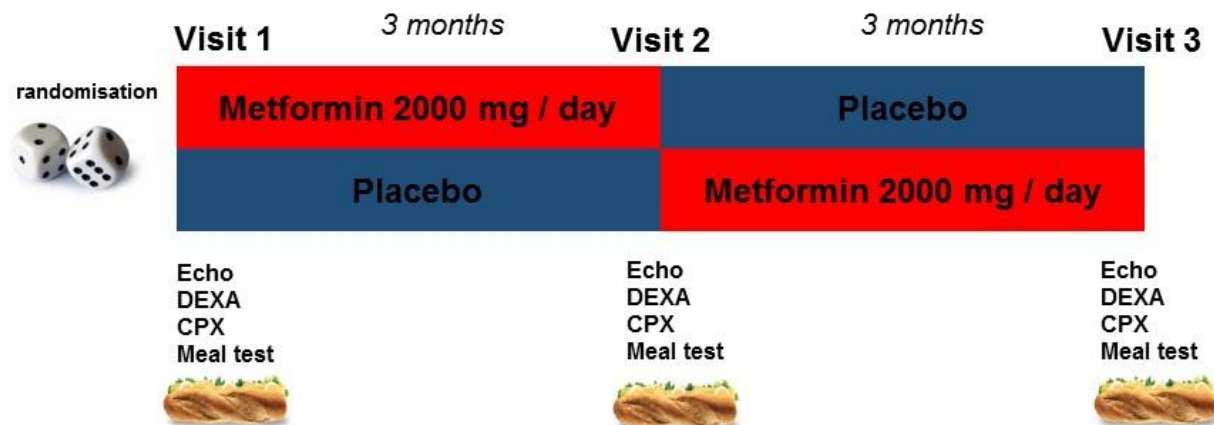 Visit 1
3 months
Visit 2
3 months
Visit 3
randomisation
Metformin 2000 mg / day
Placebo
Placebo
Metformin 2000 mg / day
Echo
DEXA
CPX
Meal test
Echo
DEXA
CPX
Meal test
Echo
DEXA
CPX
Meal test